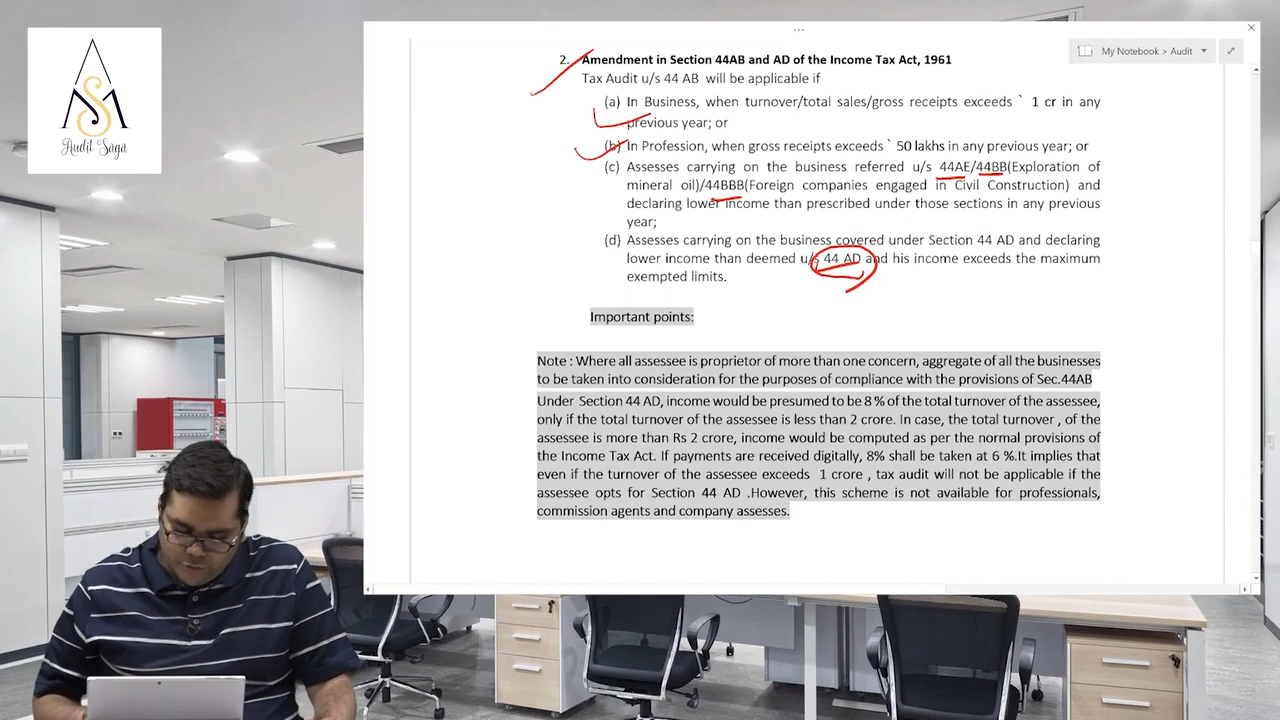 Audit Saga
My Notebook > Audit
2. Amendment in Section 44AB and AD of the Income Tax Act, 1961
Tax Audit u/s 44 AB will be applicable if
(a) In Business, when turnover/total sales/gross receipts exceeds ` 1 cr in any
previous year; or
(b) In Profession, when gross receipts exceeds ` 50 lakhs in any previous year; or
(c) Assesses carrying on the business referred u/s 44AE/44BB(Exploration of
mineral oil)/44BBB(Foreign companies engaged in Civil Construction) and
declaring lower income than prescribed under those sections in any previous
year;
(d) Assesses carrying on the business covered under Section 44 AD and declaring
lower income than deemed u/s 44 AD and his income exceeds the maximum
exempted limits.
Important points:
Note : Where all assessee is proprietor of more than one concern, aggregate of all the businesses
to be taken into consideration for the purposes of compliance with the provisions of Sec.44AB
Under Section 44 AD, income would be presumed to be 8 % of the total turnover of the assessee,
only if the total turnover of the assessee is less than 2 crore. in case, the total turnover , of the
assessee is more than Rs 2 crore, income would be computed as per the normal provisions of
the Income Tax Act. If payments are received digitally, 8% shall be taken at 6 %.It implies that
even if the turnover of the assessee exceeds 1 crore , tax audit will not be applicable if the
assessee opts for Section 44 AD .However, this scheme is not available for professionals,
commission agents and company assesses.